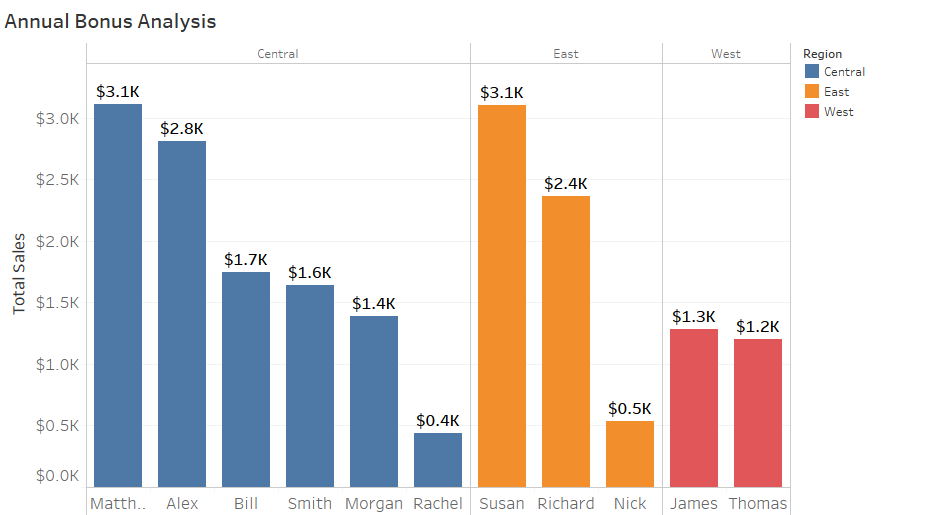 Annual Bonus Analysis
Central East West
Region
Central
East
West
Total Sales
$3.0K
$2.5K
$2.0K
$1.5K
$1.0K
$0.5K
$0.0K
$3.1K
$2.8K
$1.7K
$1.6K
$1.4K
$0.4K
$3.1K
$2.4K
$0.5K
$1.3K
$1.2K
Matth.. Alex Bill Smith Morgan Rachel Susan Richard Nick James Thomas